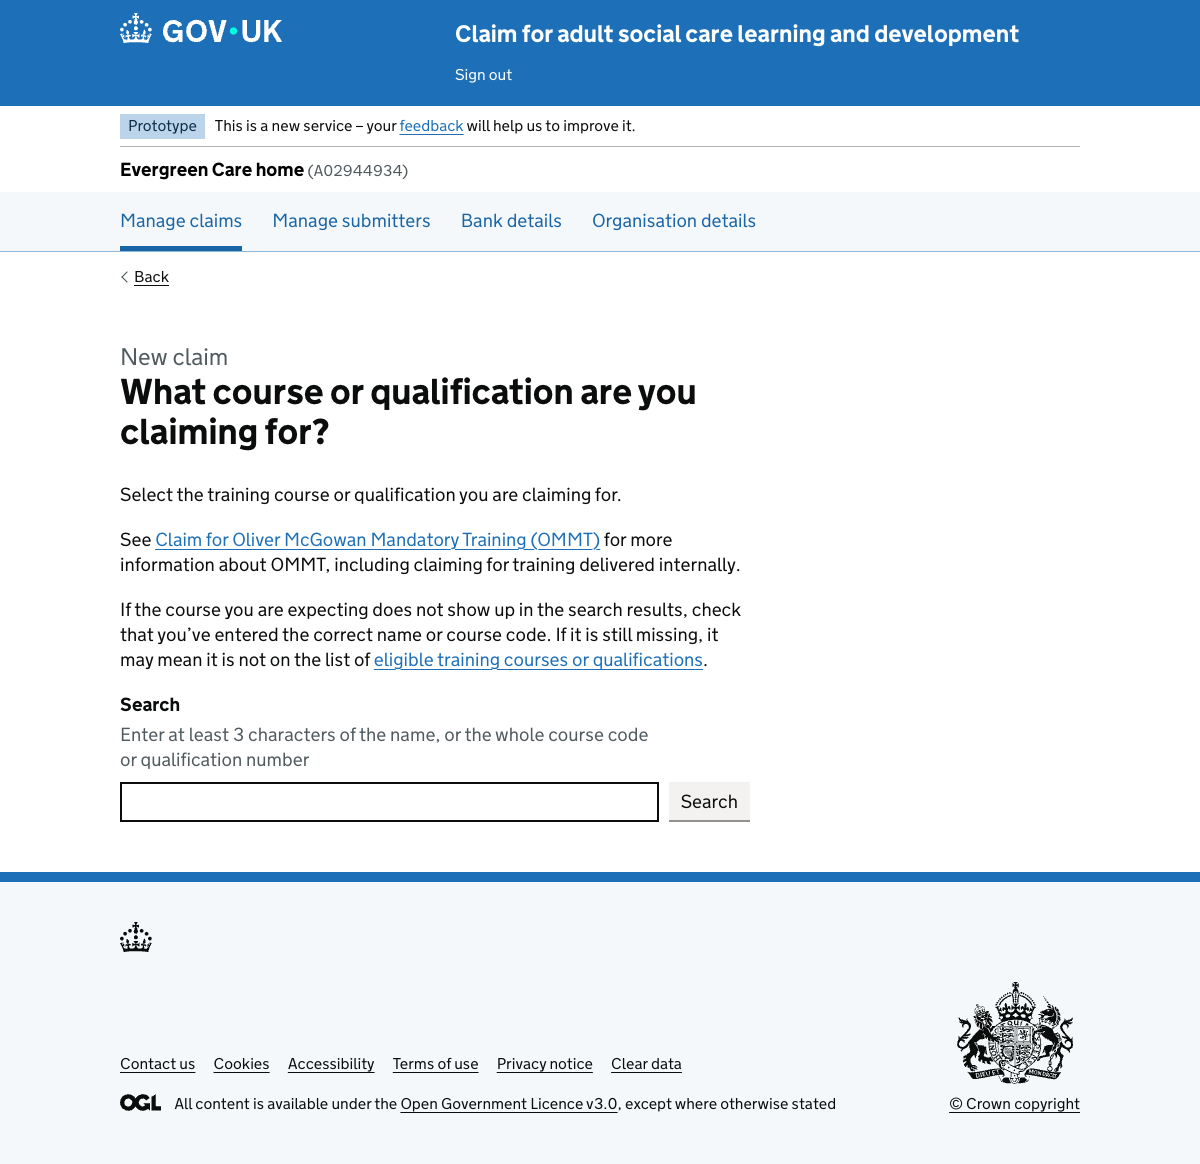 GOV·UK
Claim for adult social care learning and development
Sign out
Prototype This is a new service – your feedback will help us to improve it.
Evergreen Care home (A02944934)
Manage claims Manage submitters Bank details Organisation details
Back
New claim
What course or qualification are you
claiming for?
Select the training course or qualification you are claiming for.
See Claim for Oliver McGowan Mandatory Training (OMMT) for more
information about OMMT, including claiming for training delivered internally.
If the course you are expecting does not show up in the search results, check
that you’ve entered the correct name or course code. If it is still missing, it
may mean it is not on the list of eligible training courses or qualifications.
Search
Enter at least 3 characters of the name, or the whole course code
or qualification number
Search
Contact us Cookies Accessibility Terms of use Privacy notice Clear data
OGL All content is available under the Open Government Licence v3.0, except where otherwise stated
© Crown copyright